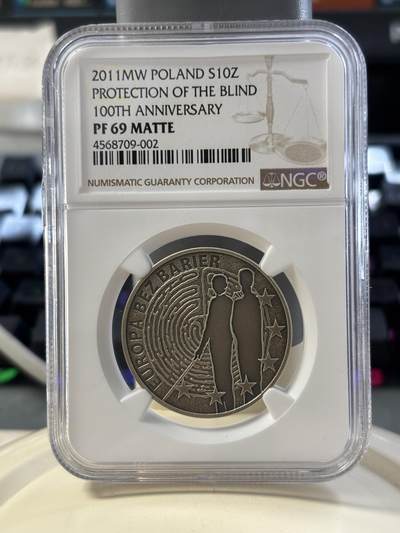 2011MW POLAND S10Z
PROTECTION OF THE BLIND
100TH ANNIVERSARY
PF 69 MATTE
4568709-002
NUMISMATIC GUARANTY CORPORATION
NGC®
EUROPA BEZ BARIER